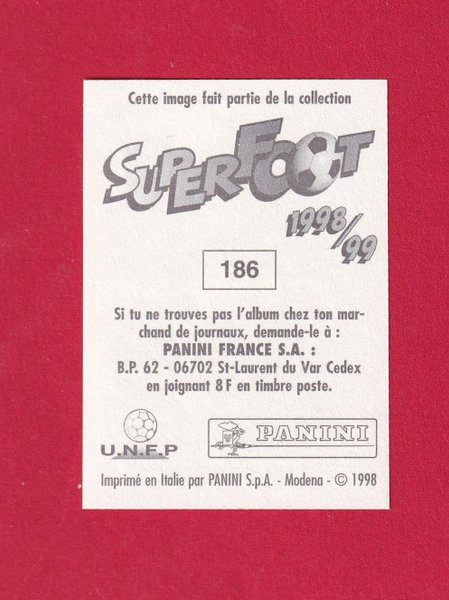 Cette image fait partie de la collection
SUPERFOOT
1998/99
186
Si tu ne trouves pas l'album chez ton mar-
chand de journaux, demande-le à :
PANINI FRANCE S.A. :
B.P. 62 - 06702 St-Laurent du Var Cedex
en joignant 8 F en timbre poste.
U.N.F.P
PANINI
Imprimé en Italie par PANINI S.p.A. - Modena - © 1998